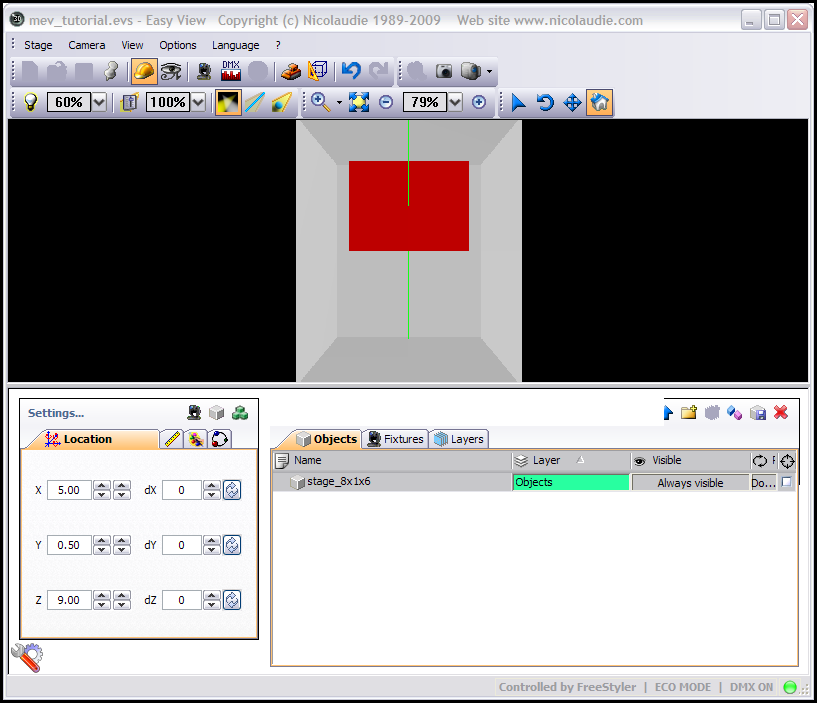 mev_tutorial.evs - Easy View   Copyright (c) Nicolaudie 1989-2009    Web site www.nicolaudie.com
Stage Camera View Options Language ?
DMX
60% 100% 79%
Settings...
Location
Objects Fixtures Layers
Name Layer Visible
stage_8x1x6 Objects Always visible Do...
X 5.00 dX 0
Y 0.50 dY 0
Z 9.00 dZ 0
Controlled by FreeStyler | ECO MODE | DMX ON